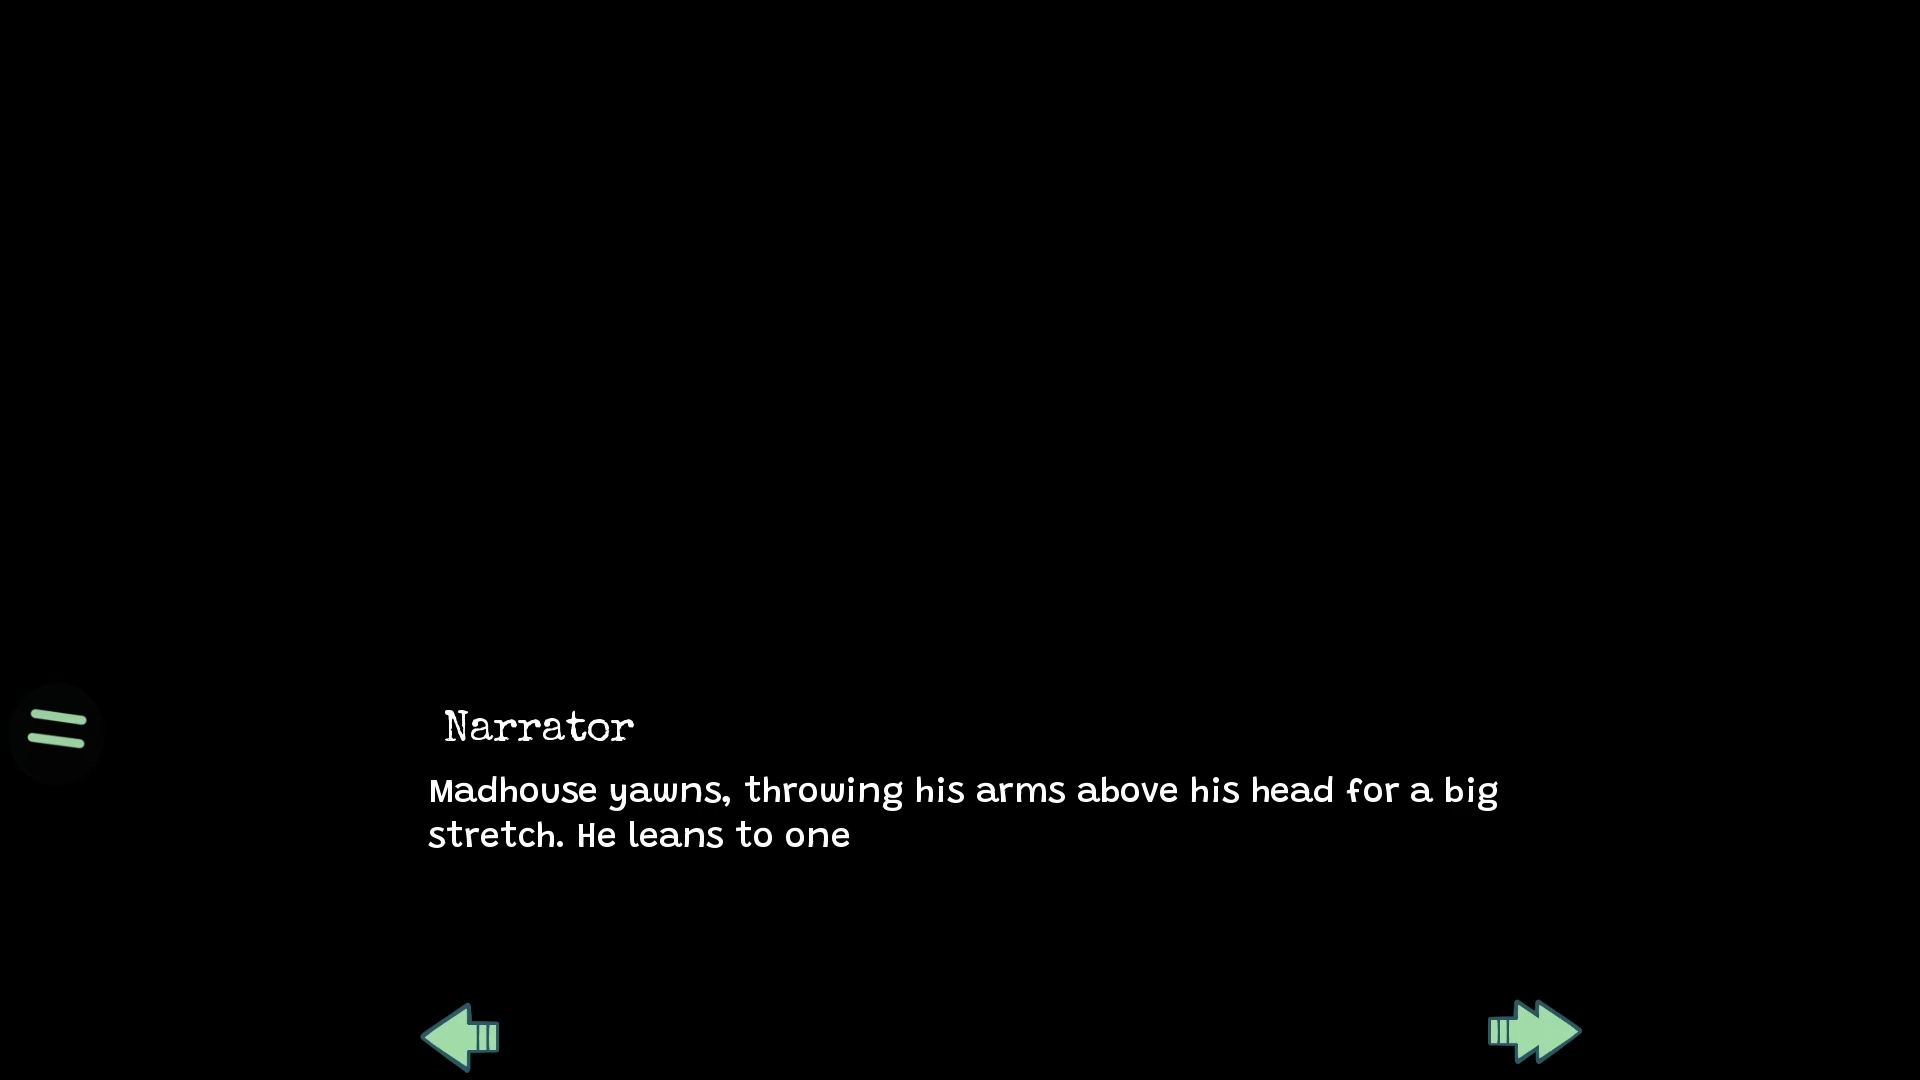 Narrator
Madhouse yawns, throwing his arms above his head for a big
stretch. He leans to one